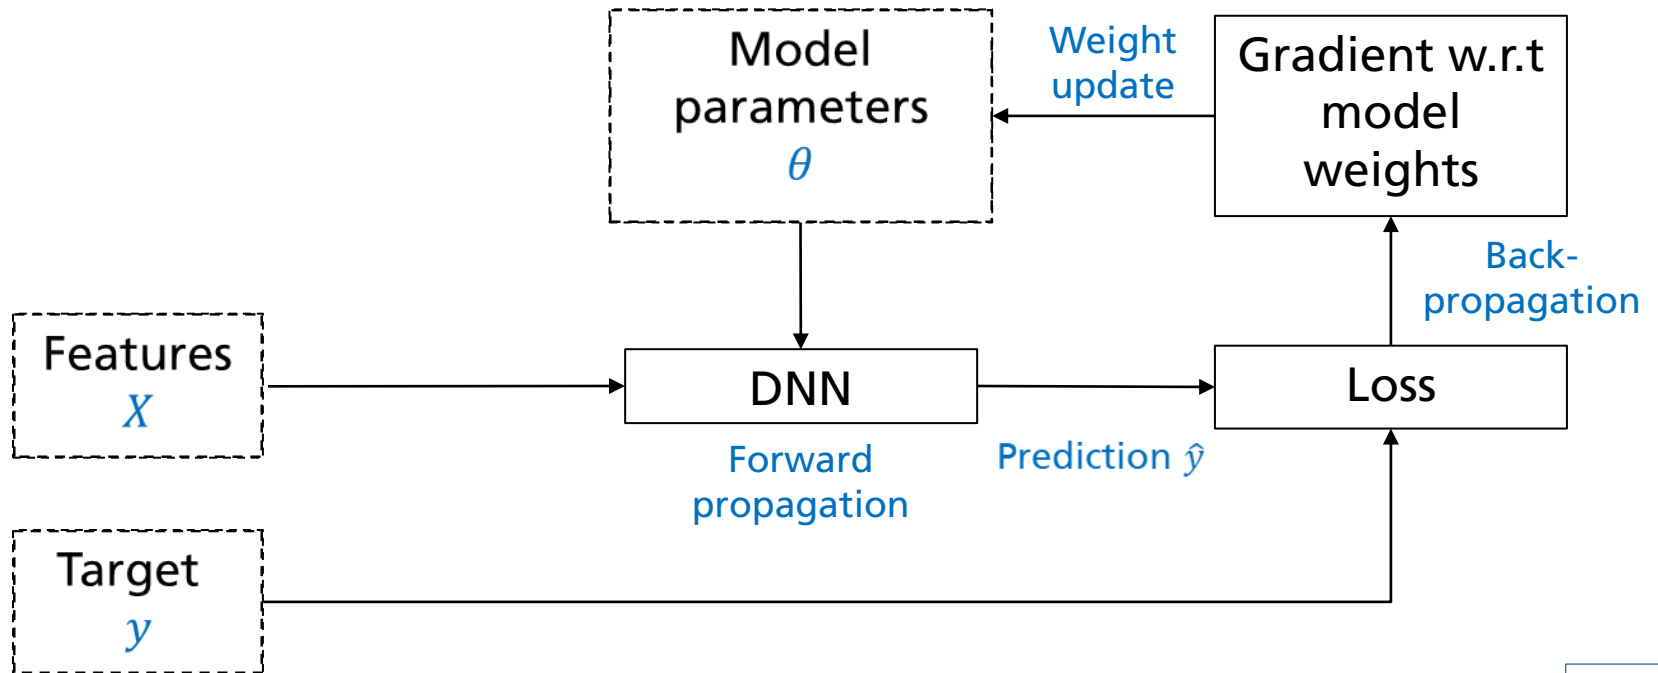 Model
parameters
θ
Weight
update
Gradient w.r.t
model
weights
Back-
propagation
Features
X
DNN
Loss
Forward
propagation
Prediction ŷ
Target
y